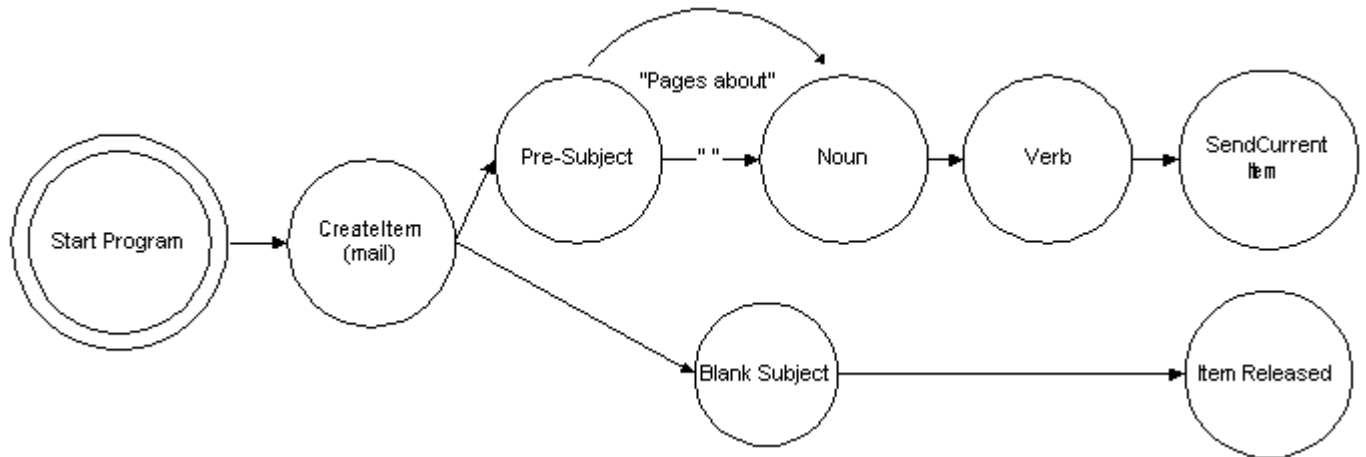 "Pages about"
Pre-Subject
" "
Noun
Verb
SendCurrent
Item
Start Program
CreateItem
(mail)
Blank Subject
Item Released